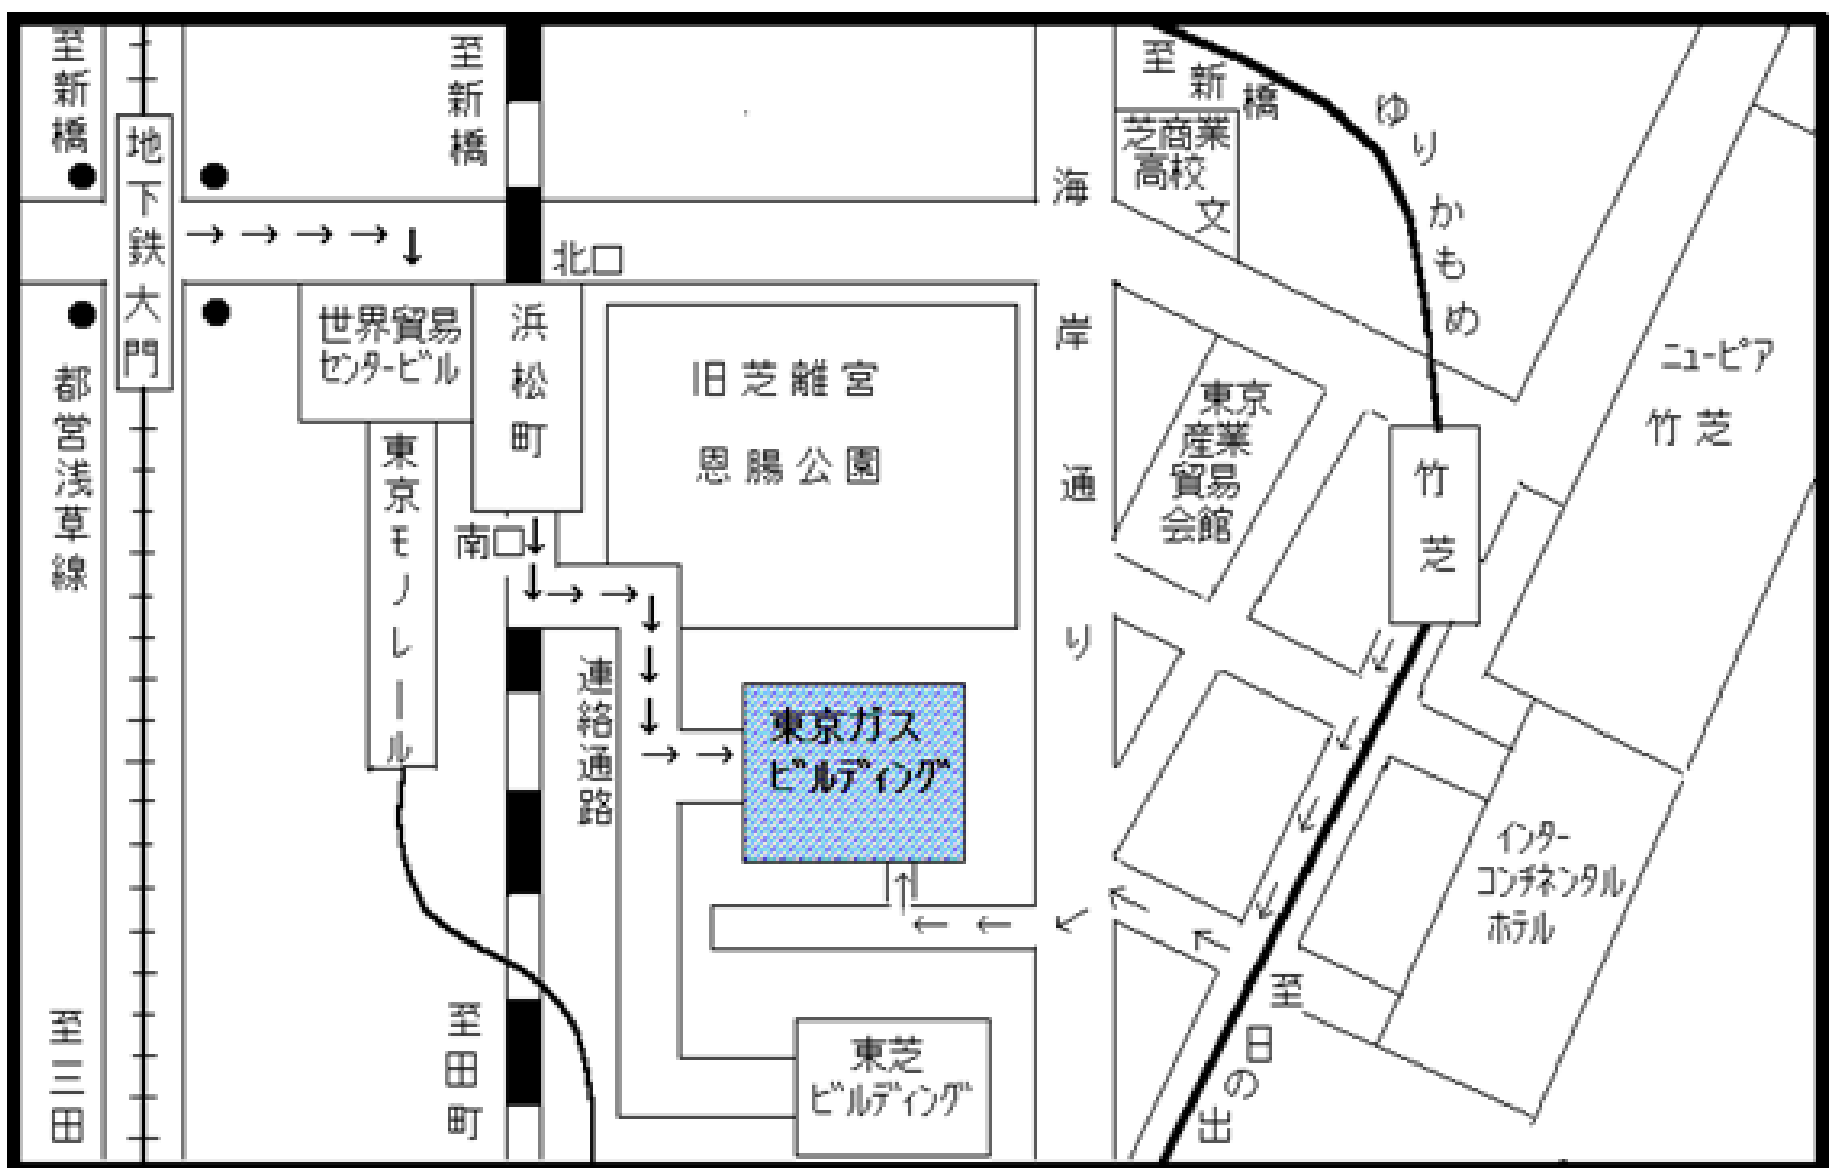 至新橋
地下鉄大門
都営浅草線
至三田
至新橋
北口
世界貿易
センタービル
浜松町
東京モノレール
南口
連絡通路
至田町
旧芝離宮
恩腸公園
東京ガス
ビルディング
東芝
ビルディング
海岸通り
至新橋
ゆりかもめ
芝商業
高校
文
東京
産業
貿易
会館
竹芝
ニューピア
竹芝
インター
コンチネンタル
ホテル
至日の出